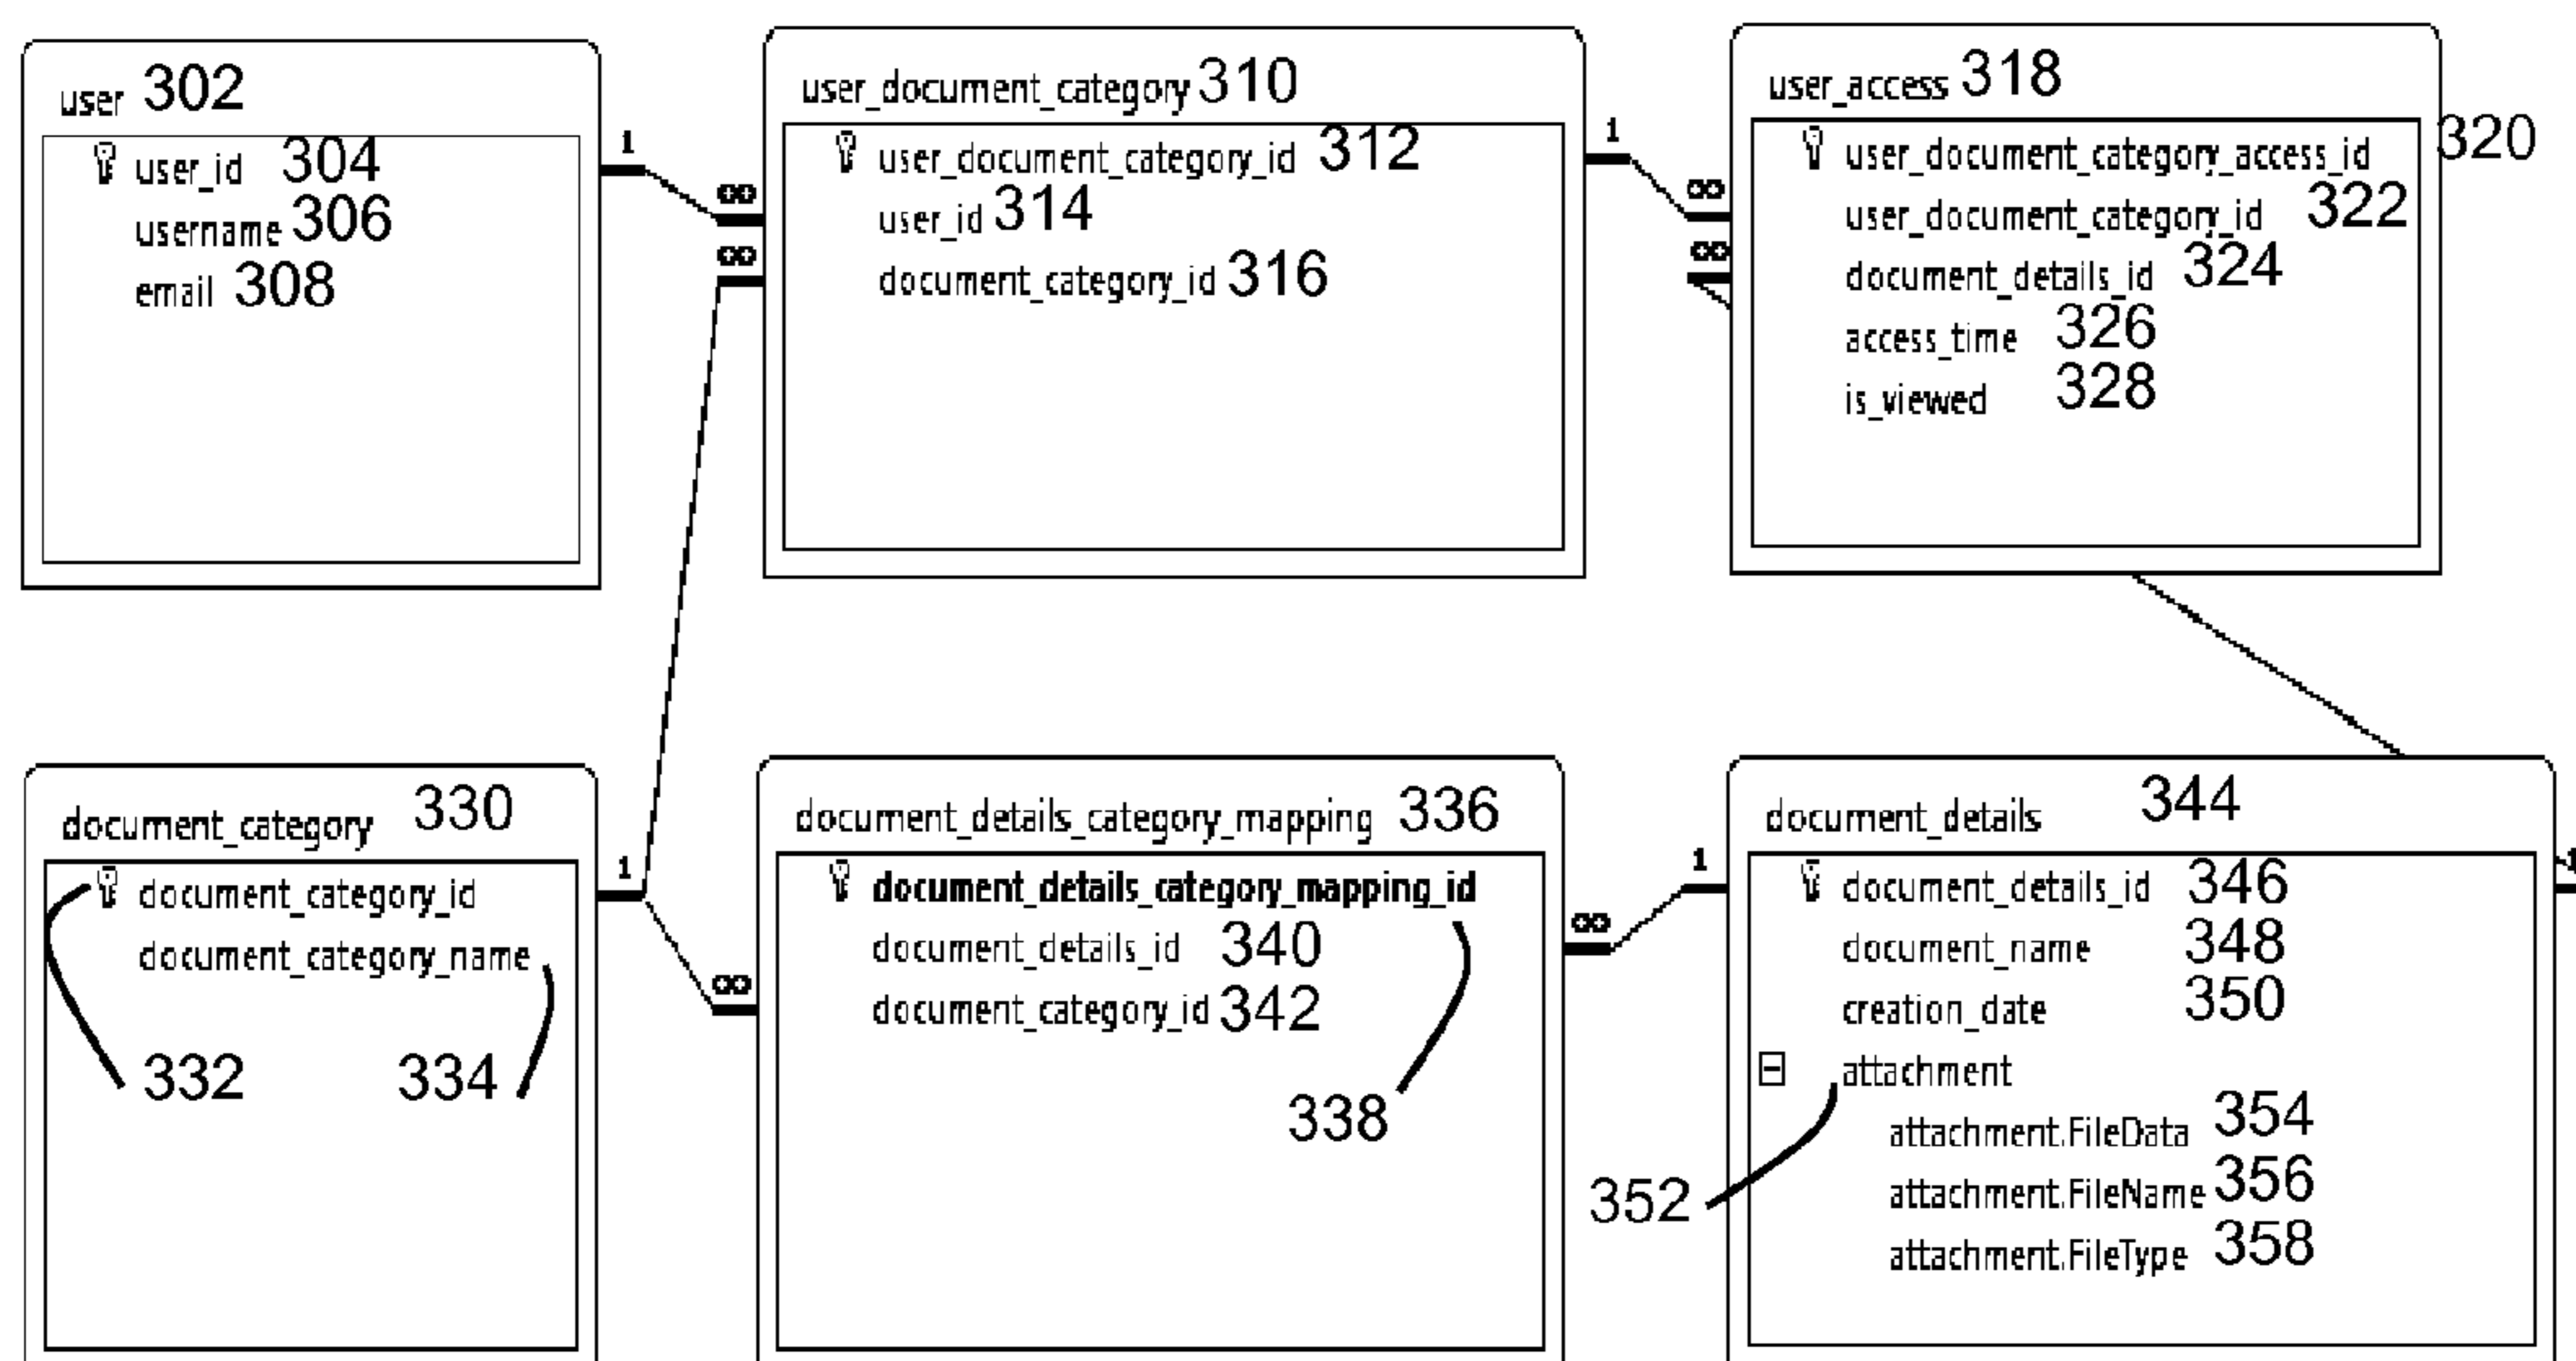 user 302
user_id 304
username 306
email 308
1
∞
∞
user_document_category 310
user_document_category_id 312
user_id 314
document_category_id 316
1
∞
∞
user_access 318
user_document_category_access_id 320
user_document_category_id 322
document_details_id 324
access_time 326
is_viewed 328
document_category 330
document_category_id
document_category_name
332 334
1
∞
document_details_category_mapping 336
document_details_category_mapping_id
document_details_id 340
document_category_id 342
338
1
∞
document_details 344
document_details_id 346
document_name 348
creation_date 350
attachment
attachment.FileData 354
attachment.FileName 356
attachment.FileType 358
352
1